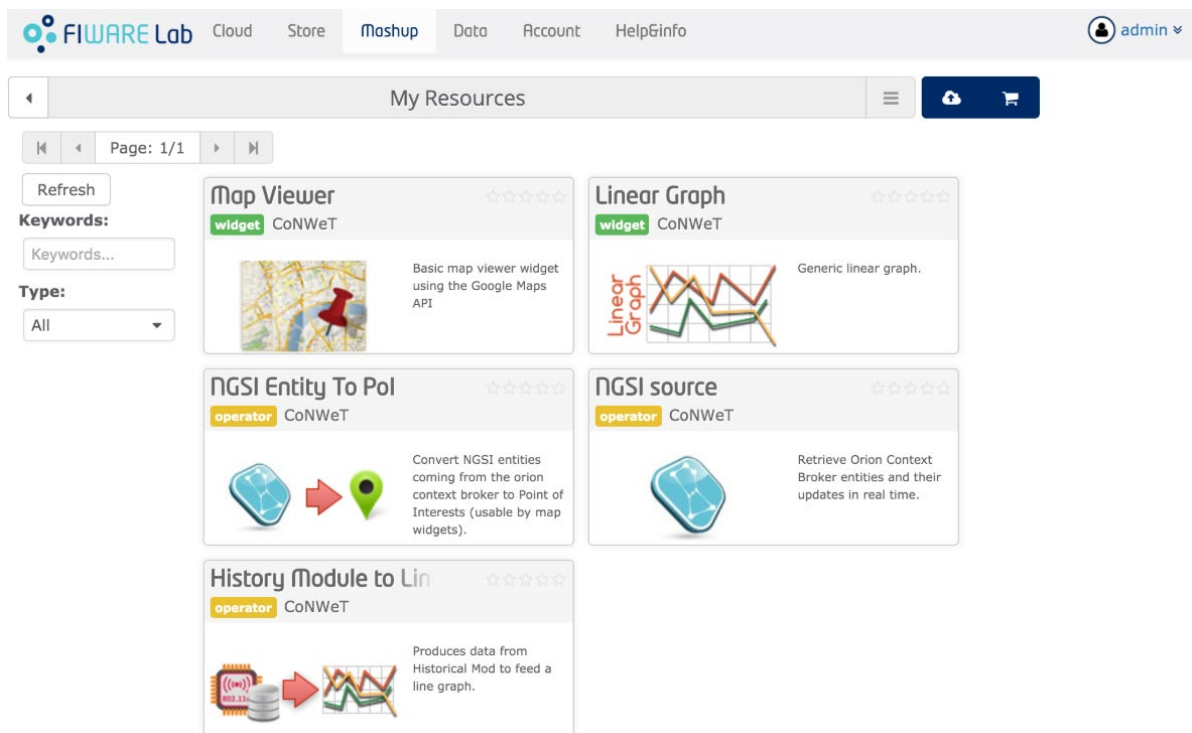 FIWARE Lab Cloud Store Mashup Data Account Help&info admin
My Resources
Page: 1/1
Refresh
Keywords:
Keywords...
Type:
All
Map Viewer
widget CoNWeT
Basic map viewer widget
using the Google Maps
API
Linear Graph
widget CoNWeT
Linear
Graph
Generic linear graph.
NGSI Entity To PoI
operator CoNWeT
Convert NGSI entities
coming from the orion
context broker to Point of
Interests (usable by map
widgets).
NGSI source
operator CoNWeT
Retrieve Orion Context
Broker entities and their
updates in real time.
History Module to Lin
operator CoNWeT
802.11
Produces data from
Historical Mod to feed a
line graph.